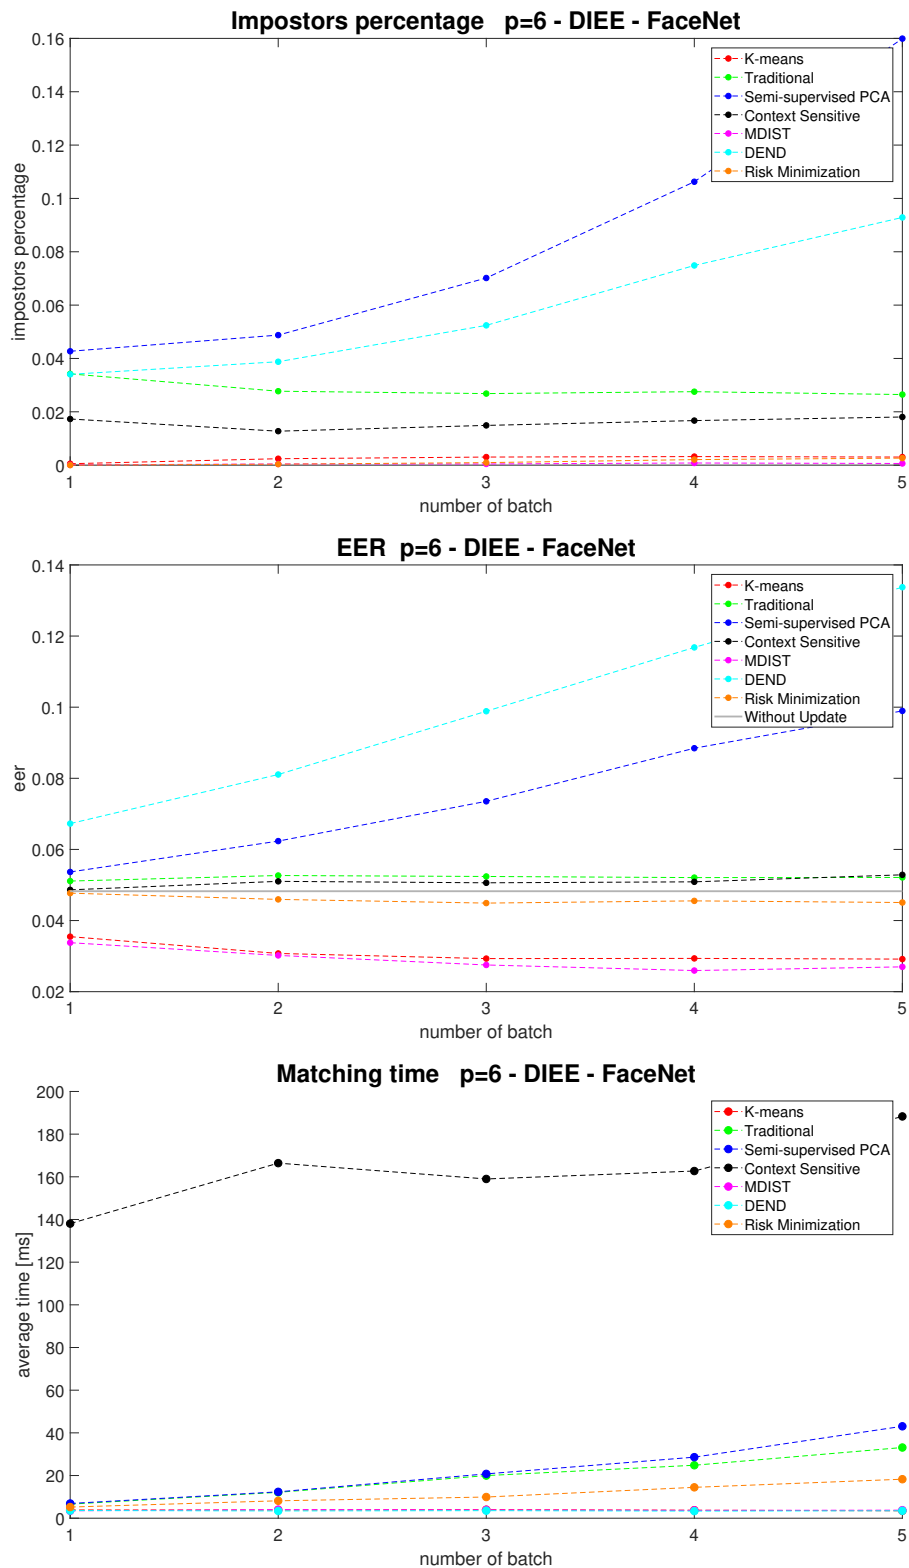 Impostors percentage p=6 - DIEE - FaceNet
0.16
0.14
0.12
0.1
0.08
0.06
0.04
0.02
0
impostors percentage
K-means
Traditional
Semi-supervised PCA
Context Sensitive
MDIST
DEND
Risk Minimization
1 2 3 4 5
number of batch
EER p=6 - DIEE - FaceNet
0.14
0.12
0.1
0.08
0.06
0.04
0.02
eer
K-means
Traditional
Semi-supervised PCA
Context Sensitive
MDIST
DEND
Risk Minimization
Without Update
1 2 3 4 5
number of batch
Matching time p=6 - DIEE - FaceNet
200
180
160
140
120
100
80
60
40
20
0
average time [ms]
K-means
Traditional
Semi-supervised PCA
Context Sensitive
MDIST
DEND
Risk Minimization
1 2 3 4 5
number of batch